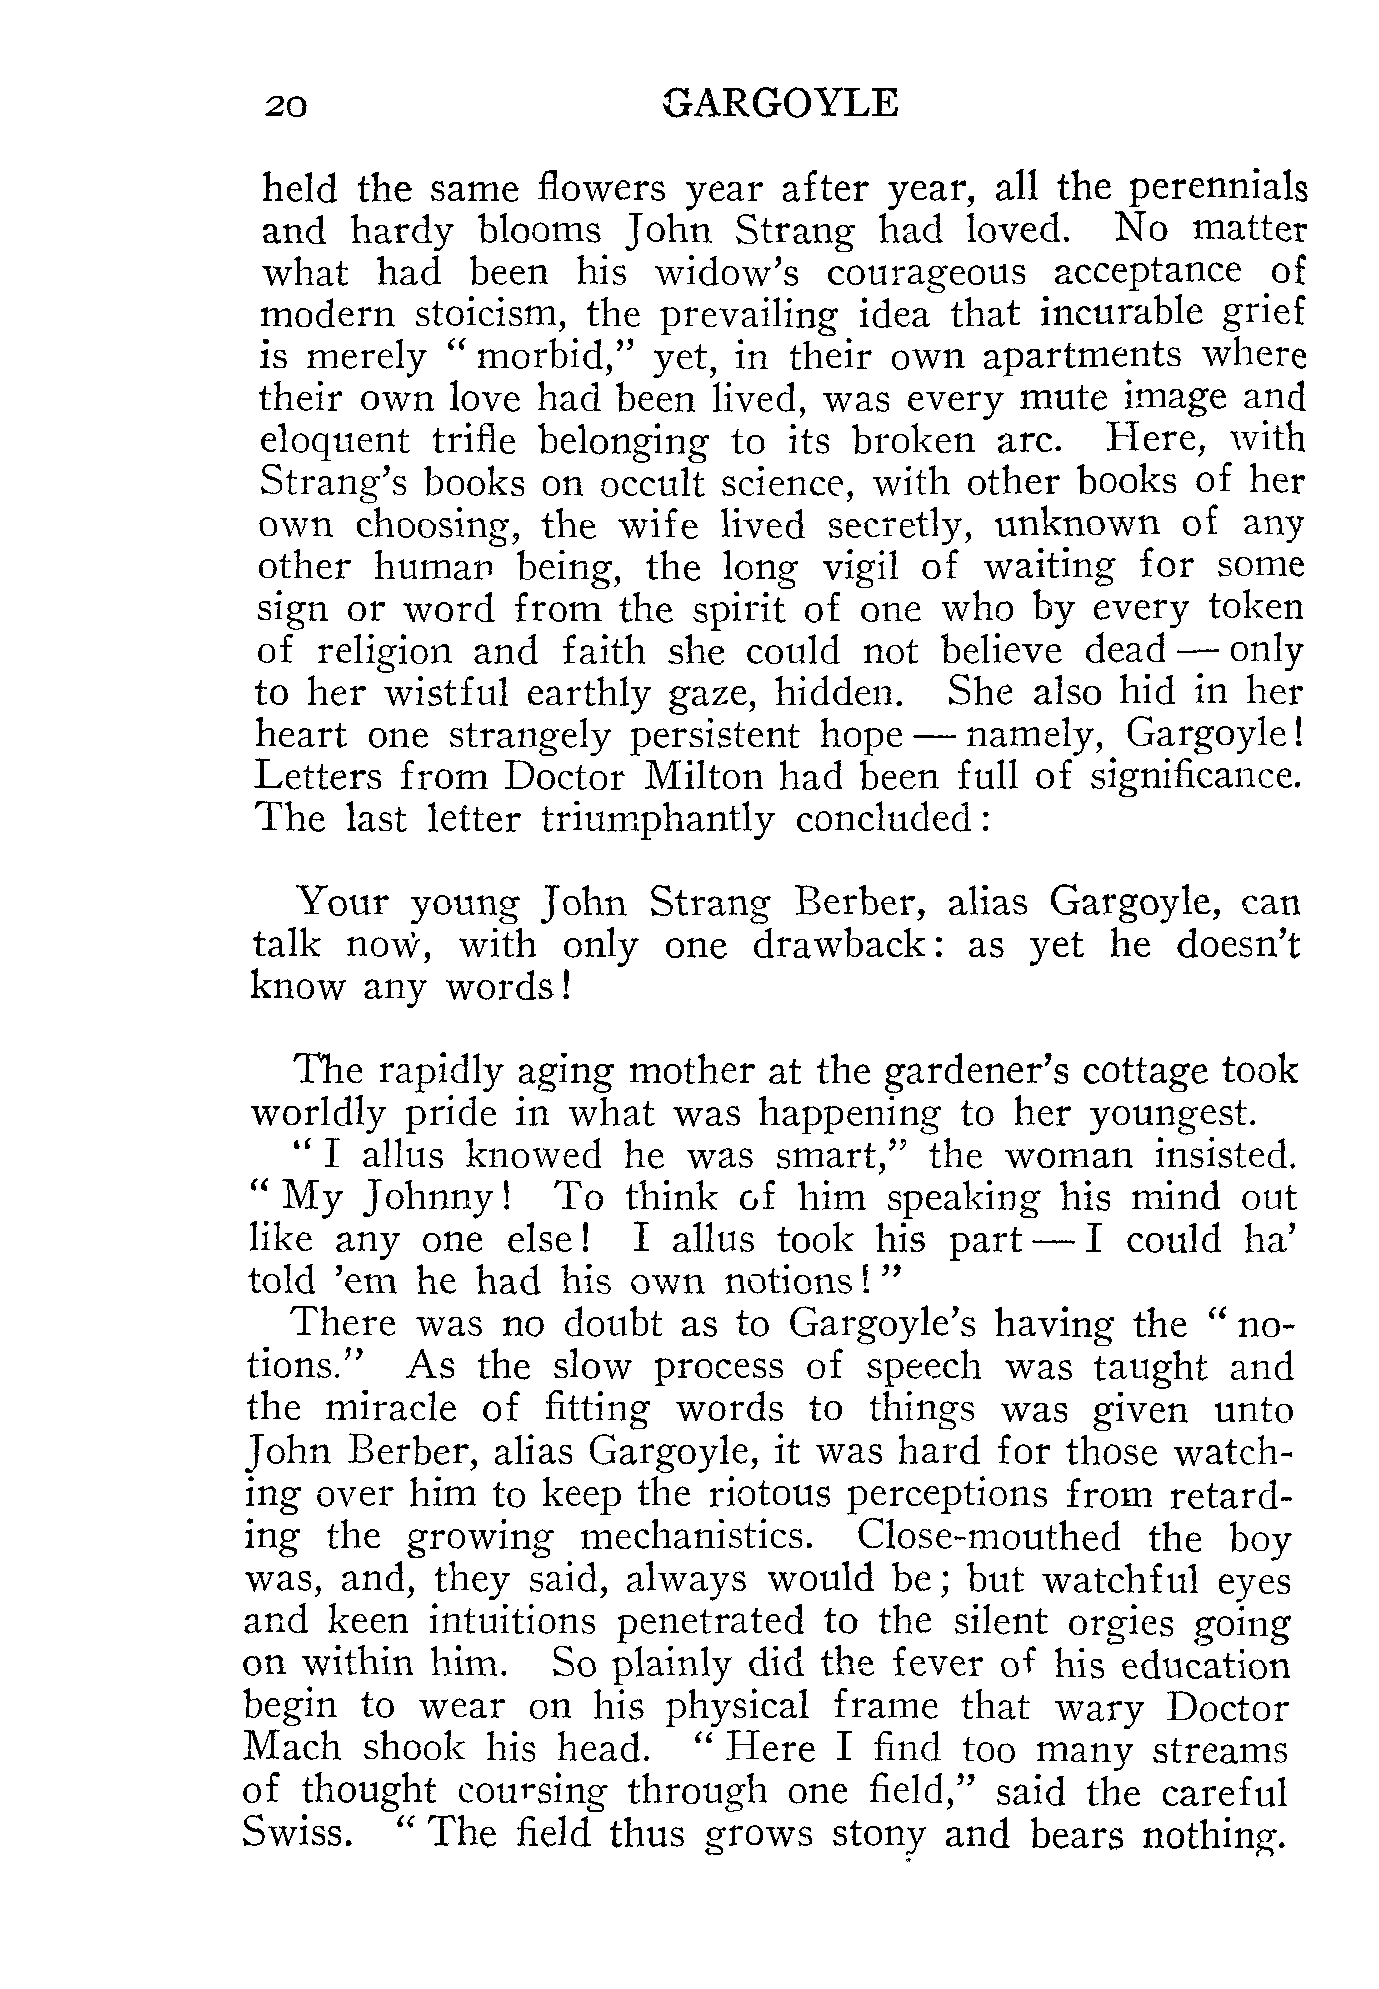 20 GARGOYLE
held the same flowers year after year, all the perennials
and hardy blooms John Strang had loved. No matter
what had been his widow's courageous acceptance of
modern stoicism, the prevailing idea that incurable grief
is merely " morbid," yet, in their own apartments where
their own love had been lived, was every mute image and
eloquent trifle belonging to its broken arc. Here, with
Strang's books on occult science, with other books of her
own choosing, the wife lived secretly, unknown of any
other human being, the long vigil of waiting for some
sign or word from the spirit of one who by every token
of religion and faith she could not believe dead — only
to her wistful earthly gaze, hidden. She also hid in her
heart one strangely persistent hope — namely, Gargoyle!
Letters from Doctor Milton had been full of significance.
The last letter triumphantly concluded:
Your young John Strang Berber, alias Gargoyle, can
talk now, with only one drawback: as yet he doesn't
know any words!
The rapidly aging mother at the gardener's cottage took
worldly pride in what was happening to her youngest.
" I allus knowed he was smart," the woman insisted.
" My Johnny! To think of him speaking his mind out
like any one else! I allus took his part — I could ha'
told 'em he had his own notions! "
There was no doubt as to Gargoyle's having the " no-
tions." As the slow process of speech was taught and
the miracle of fitting words to things was given unto
John Berber, alias Gargoyle, it was hard for those watch-
ing over him to keep the riotous perceptions from retard-
ing the growing mechanistics. Close-mouthed the boy
was, and, they said, always would be; but watchful eyes
and keen intuitions penetrated to the silent orgies going
on within him. So plainly did the fever of his education
begin to wear on his physical frame that wary Doctor
Mach shook his head. " Here I find too many streams
of thought coursing through one field," said the careful
Swiss. " The field thus grows stony and bears nothing.